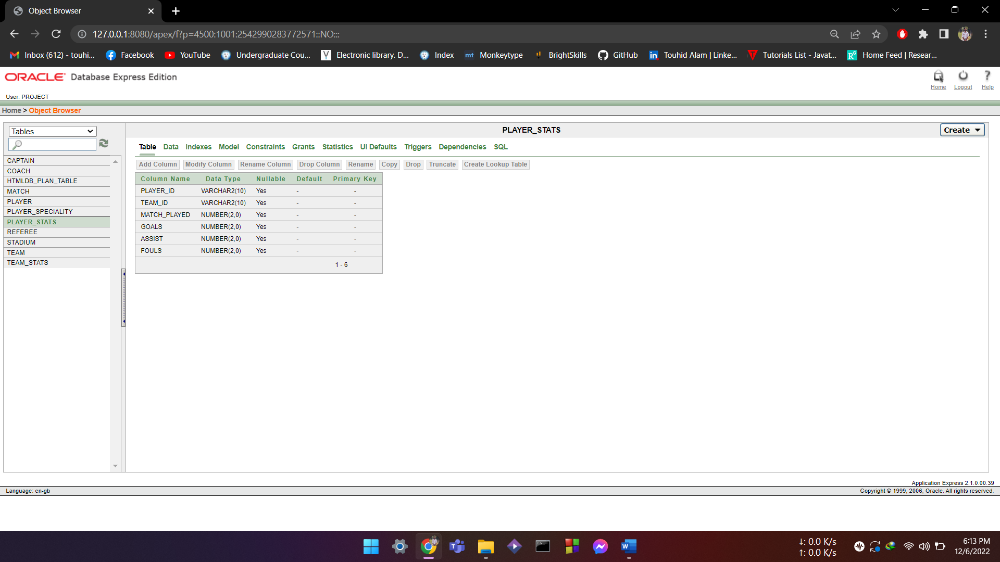 Object Browser
127.0.0.1:8080/apex/f?p=4500:1001:2542990283772571::NO:::
Inbox (612) - touhi... Facebook YouTube Undergraduate Cou... Electronic library. D... Index mt Monkeytype BrightSkills GitHub in Touhid Alam | Linke... Tutorials List - Javat... Home Feed | Resear...
ORACLE Database Express Edition
Home Logout Help
User: PROJECT
Home > Object Browser
Tables
PLAYER_STATS
Create
Table Data Indexes Model Constraints Grants Statistics UI Defaults Triggers Dependencies SQL
Add Column Modify Column Rename Column Drop Column Rename Copy Drop Truncate Create Lookup Table
CAPTAIN
COACH
HTMLDB_PLAN_TABLE
MATCH
PLAYER
PLAYER_SPECIALITY
PLAYER_STATS
REFEREE
STADIUM
TEAM
TEAM_STATS
Column Name Data Type Nullable Default Primary Key
PLAYER_ID VARCHAR2(10) Yes - -
TEAM_ID VARCHAR2(10) Yes - -
MATCH_PLAYED NUMBER(2,0) Yes - -
GOALS NUMBER(2,0) Yes - -
ASSIST NUMBER(2,0) Yes - -
FOULS NUMBER(2,0) Yes - -
1 - 6
Application Express 2.1.0.00.39
Language: en-gb
Copyright © 1999, 2006, Oracle. All rights reserved.
↓: 0.0 K/s
↑: 0.0 K/s
6:13 PM
12/6/2022